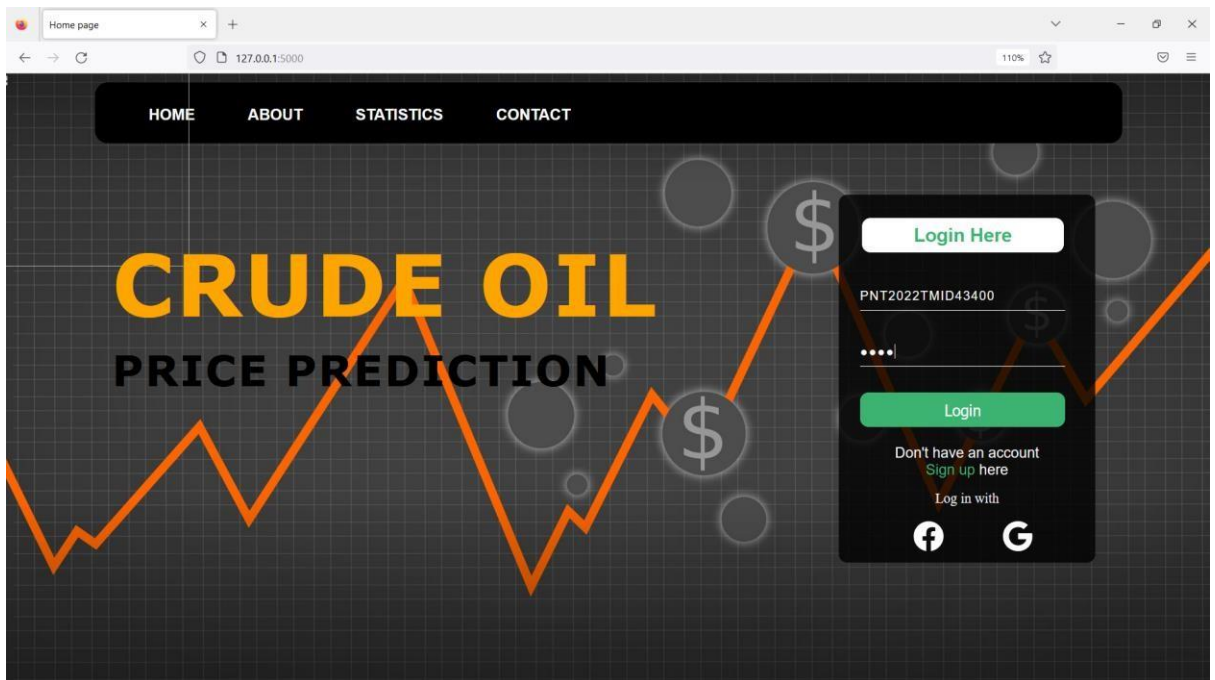 Home page
127.0.0.1:5000
110%
HOME ABOUT STATISTICS CONTACT
CRUDE OIL
PRICE PREDICTION
$
$
$
Login Here
PNT2022TMID43400
••••
Login
Don't have an account
Sign up here
Log in with